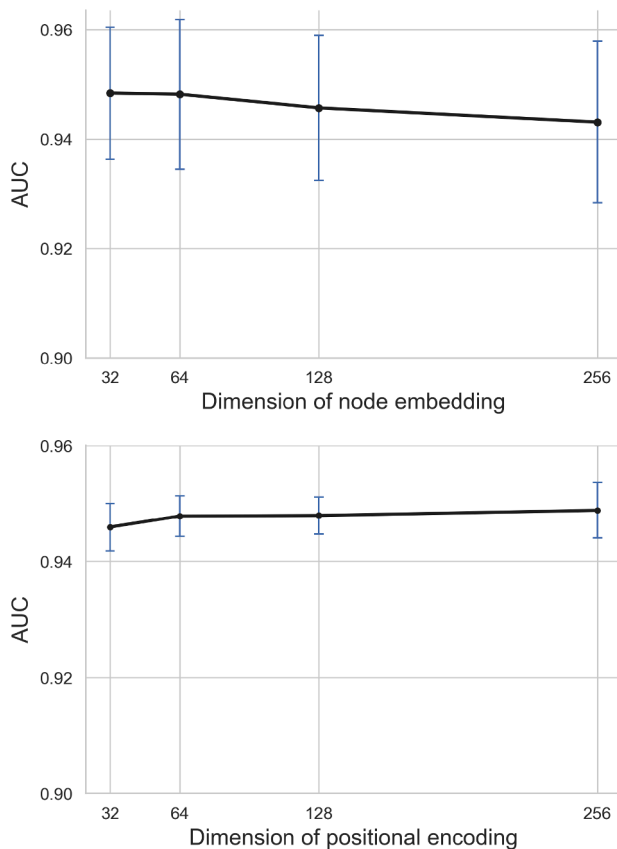 0.96
0.94
0.92
0.90
AUC
32 64 128 256
Dimension of node embedding
0.96
0.94
0.92
0.90
AUC
32 64 128 256
Dimension of positional encoding